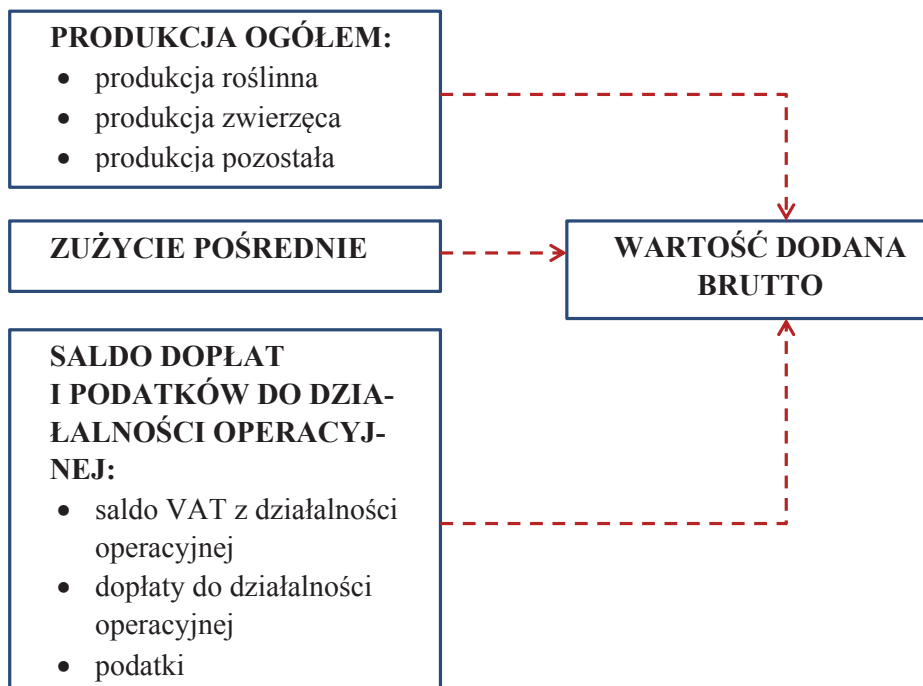 PRODUKCJA OGÓŁEM:
• produkcja roślinna
• produkcja zwierzęca
• produkcja pozostała
ZUŻYCIE POŚREDNIE
WARTOŚĆ DODANA
BRUTTO
SALDO DOPŁAT
I PODATKÓW DO DZIA-
ŁALNOŚCI OPERACYJ-
NEJ:
• saldo VAT z działalności
operacyjnej
• dopłaty do działalności
operacyjnej
• podatki